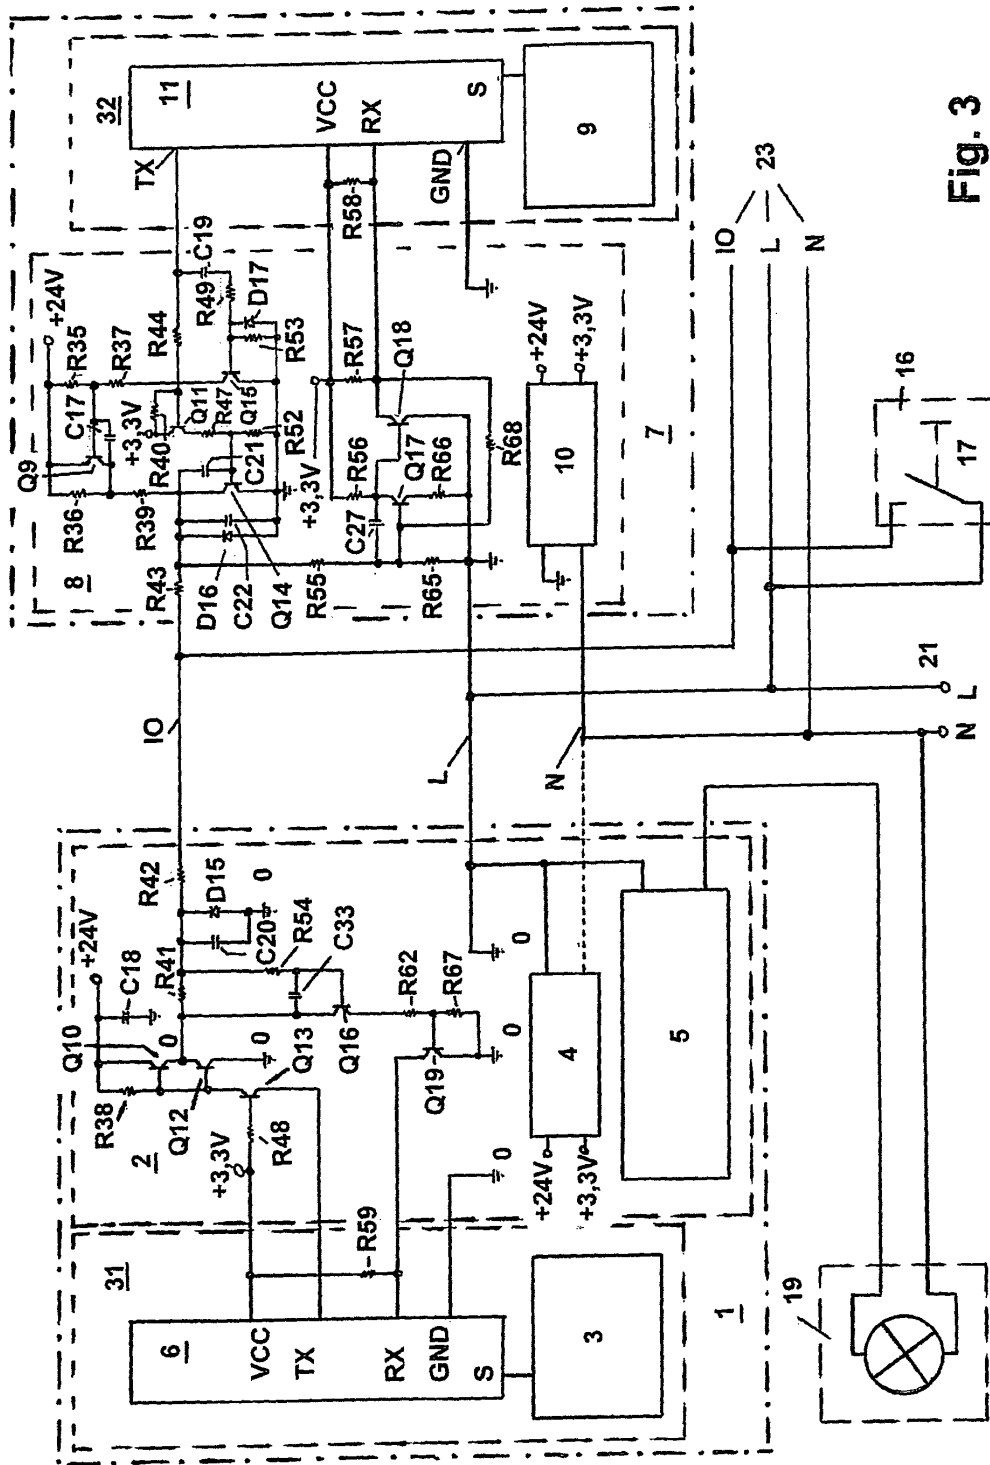 Fig. 3
32
11
TX
VCC
RX
GND
S
9
+24V
R35
R37
C17
Q9
R36
R39
+3,3V
R40
Q11
R47
Q15
R44
C19
R49
D17
R53
R52
C21
8
R43
D16
C22
Q14
+3,3V
R57
Q18
R58
R56
Q17
R66
C27
R55
R65
R68
10
+24V
+3,3V
7
IO
L
N
23
16
17
21
L
N
IO
L
N
R42
D15
0
C20
R54
C33
R41
+24V
C18
Q10
0
0
Q13
Q16
R62
R67
Q19
0
0
R38
Q12
2
+3,3V
R48
R59
0
4
+24V
+3,3V
5
31
6
VCC
TX
RX
GND
S
3
1
19